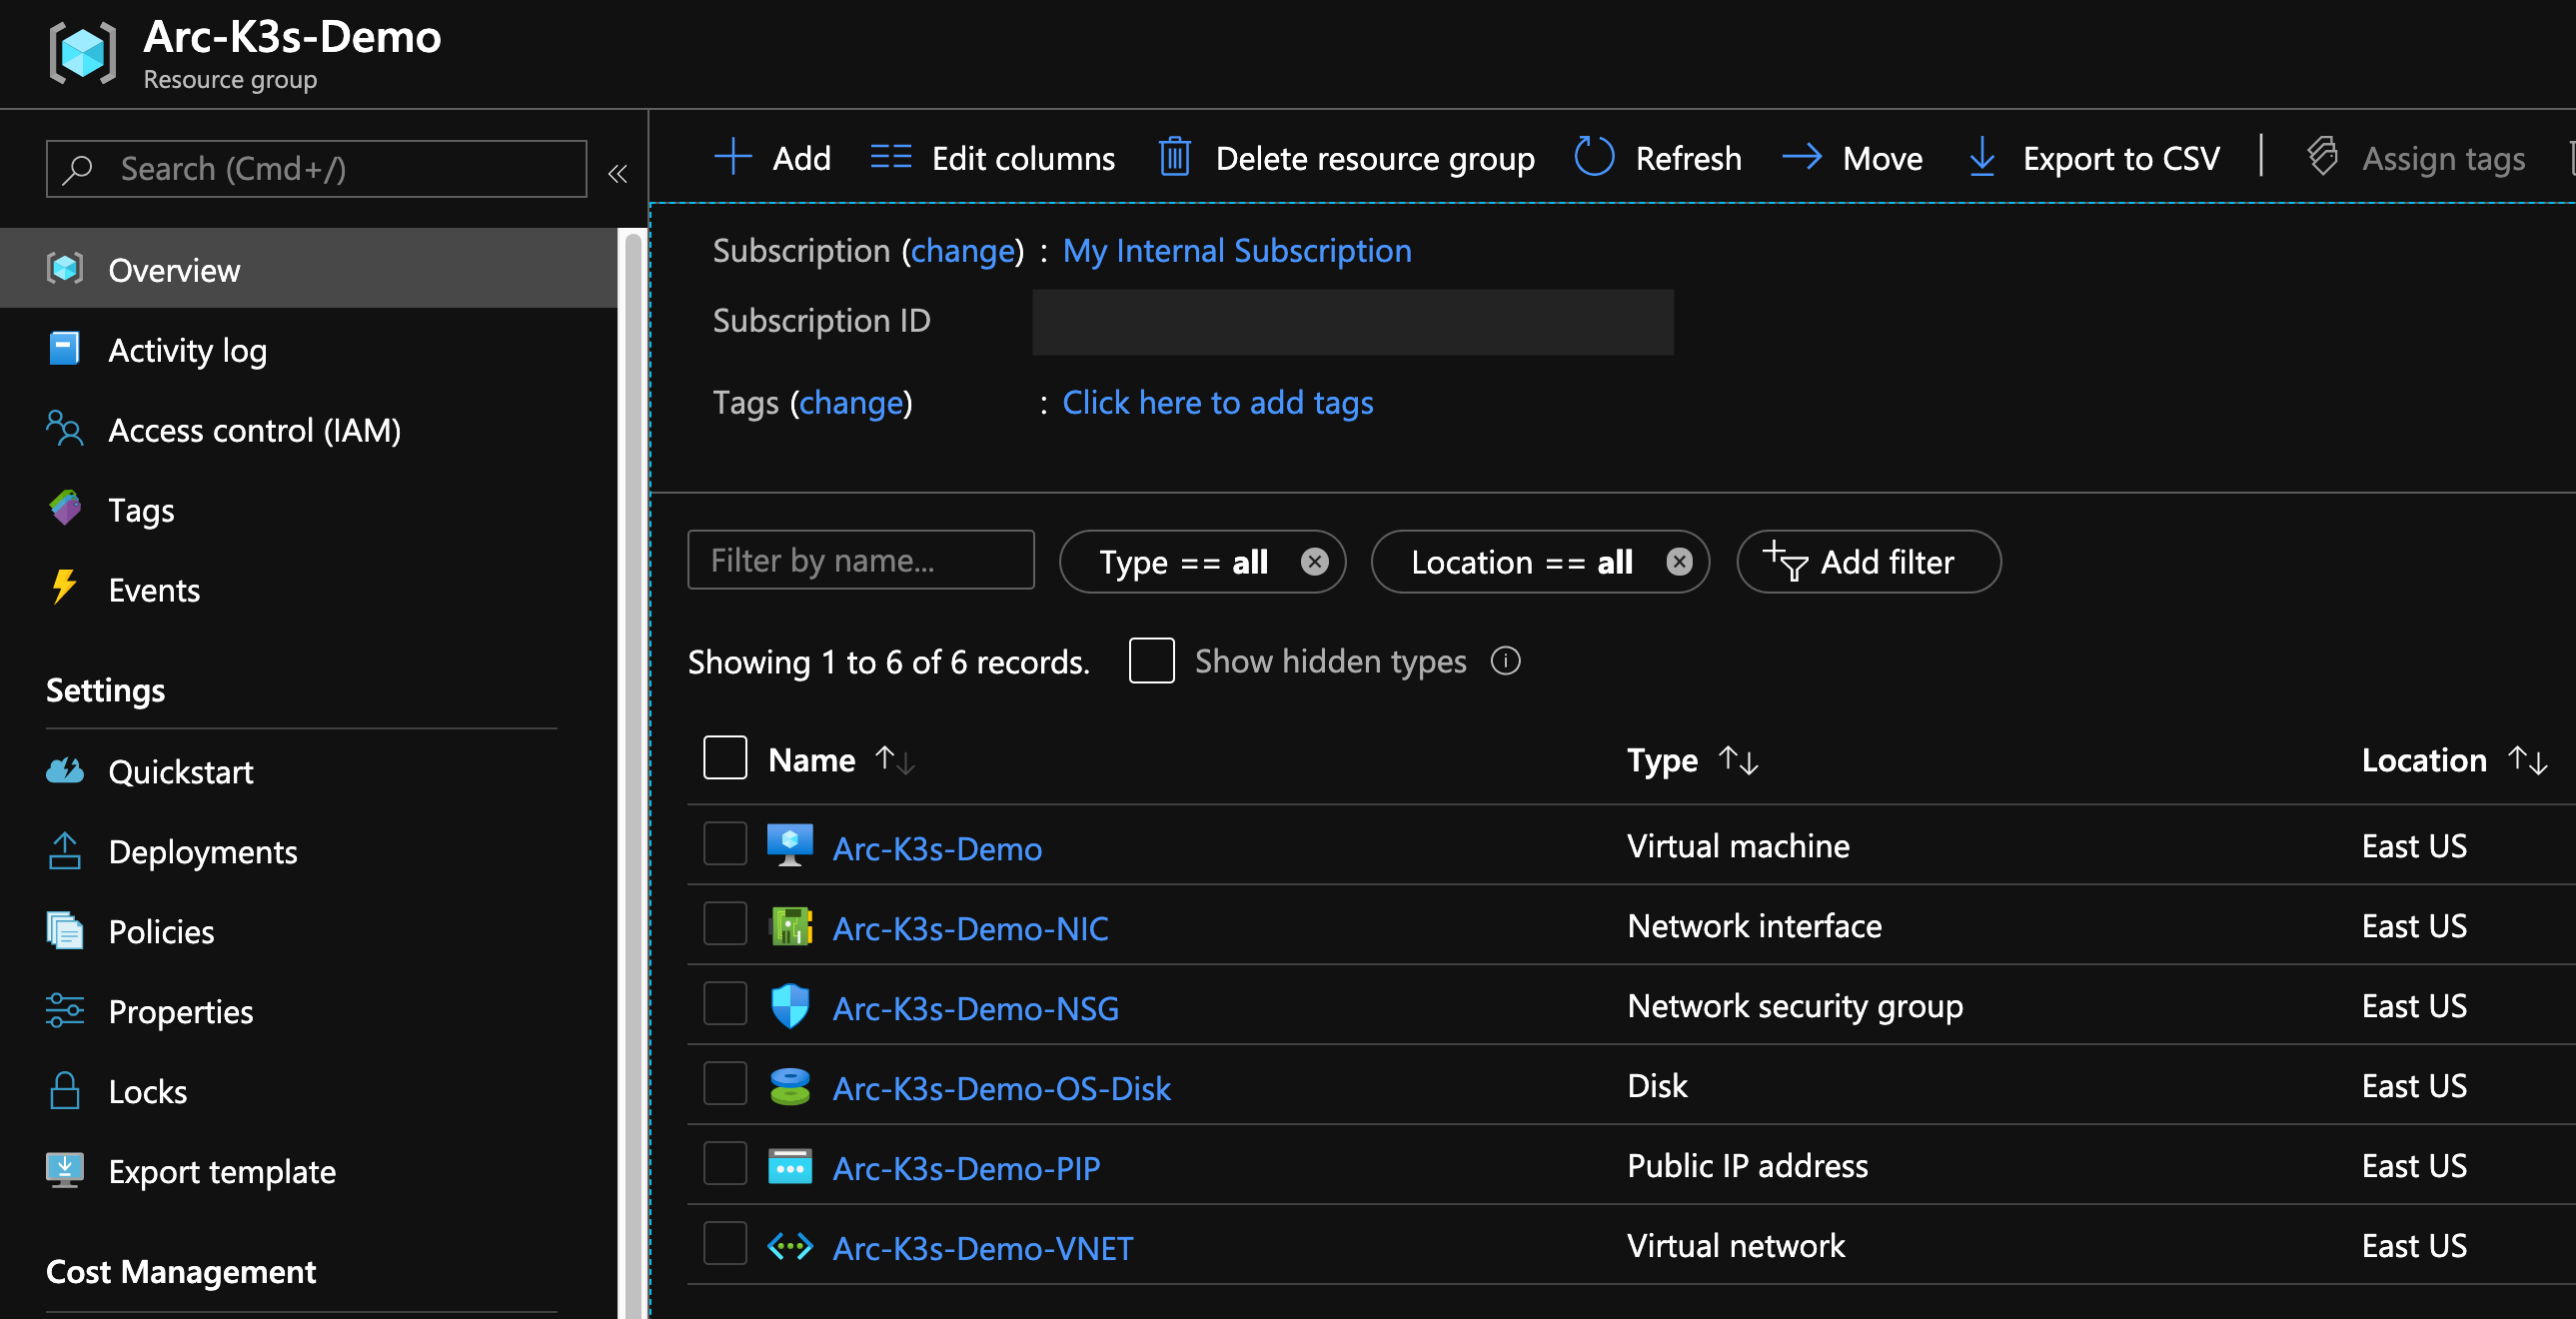 Arc-K3s-Demo
Resource group
Search (Cmd+/)
«
Overview
Activity log
Access control (IAM)
Tags
Events
Settings
Quickstart
Deployments
Policies
Properties
Locks
Export template
Cost Management
Add Edit columns Delete resource group Refresh Move Export to CSV Assign tags
Subscription (change) : My Internal Subscription
Subscription ID
Tags (change) : Click here to add tags
Filter by name... Type == all Location == all Add filter
Showing 1 to 6 of 6 records. Show hidden types
Name Type Location
Arc-K3s-Demo Virtual machine East US
Arc-K3s-Demo-NIC Network interface East US
Arc-K3s-Demo-NSG Network security group East US
Arc-K3s-Demo-OS-Disk Disk East US
Arc-K3s-Demo-PIP Public IP address East US
Arc-K3s-Demo-VNET Virtual network East US